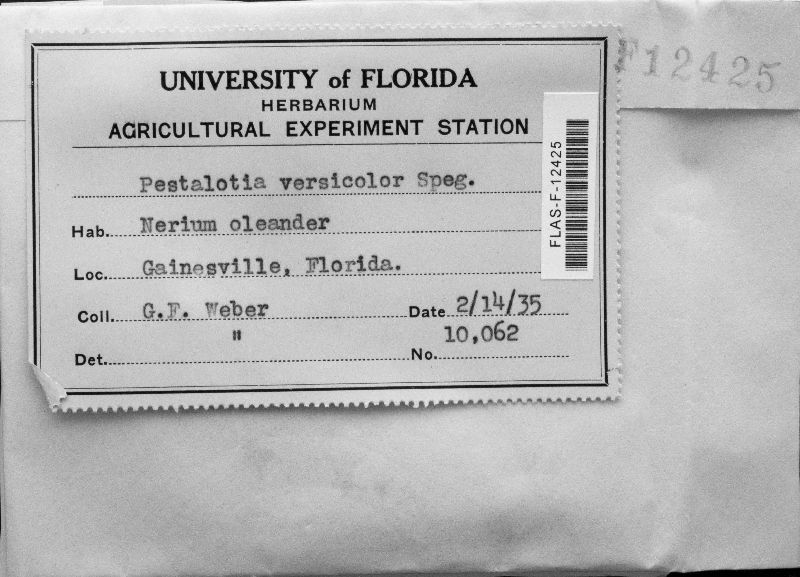 UNIVERSITY of FLORIDA
HERBARIUM
AGRICULTURAL EXPERIMENT STATION
Pestalotia versicolor Speg.
Hab. Nerium oleander
Loc. Gainesville, Florida.
Coll. G.F. Weber Date 2/14/35
Det. " No. 10,062
FLAS-F-12425
F12425